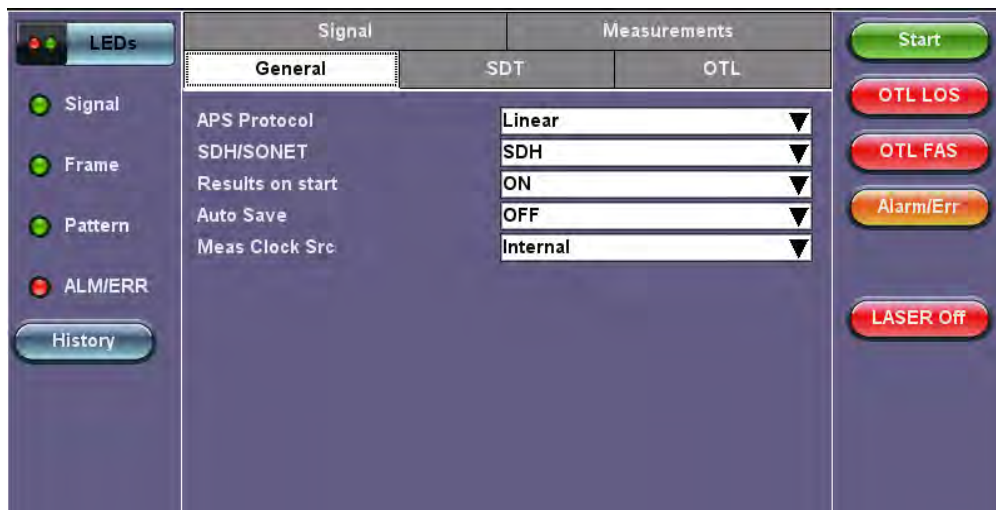 LEDs
Signal
Frame
Pattern
ALM/ERR
History
Signal
Measurements
General
SDT
OTL
APS Protocol Linear
SDH/SONET SDH
Results on start ON
Auto Save OFF
Meas Clock Src Internal
Start
OTL LOS
OTL FAS
Alarm/Err
LASER Off